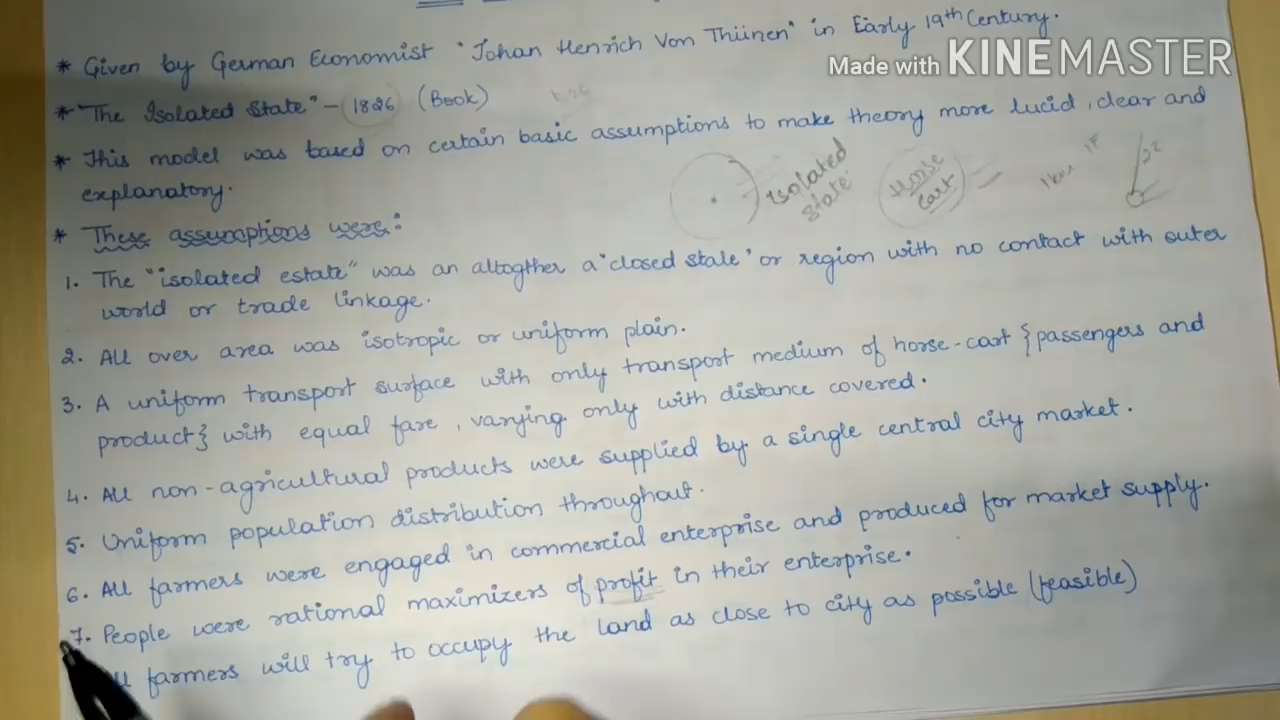 * Given by German Economist 'Johan Henrich Von Thünen' in Early 19th Century.
Made with KINEMASTER
* "The Isolated State" - 1826 (Book)
* This model was based on certain basic assumptions to make theory more lucid, clear and
explanatory.
Isolated
State
Horse
Cart
1km
* These assumptions were:
1. The "isolated estate" was an altogther a "closed state" or region with no contact with outer
world or trade linkage.
2. All over area was isotropic or uniform plain.
3. A uniform transport surface with only transport medium of horse-cart {passengers and
product} with equal fare, varying only with distance covered.
4. All non-agricultural products were supplied by a single central city market.
5. Uniform population distribution throughout.
6. All farmers were engaged in commercial enterprise and produced for market supply.
7. People were rational maximizers of profit in their enterprise.
farmers will try to occupy the land as close to city as possible (feasible)